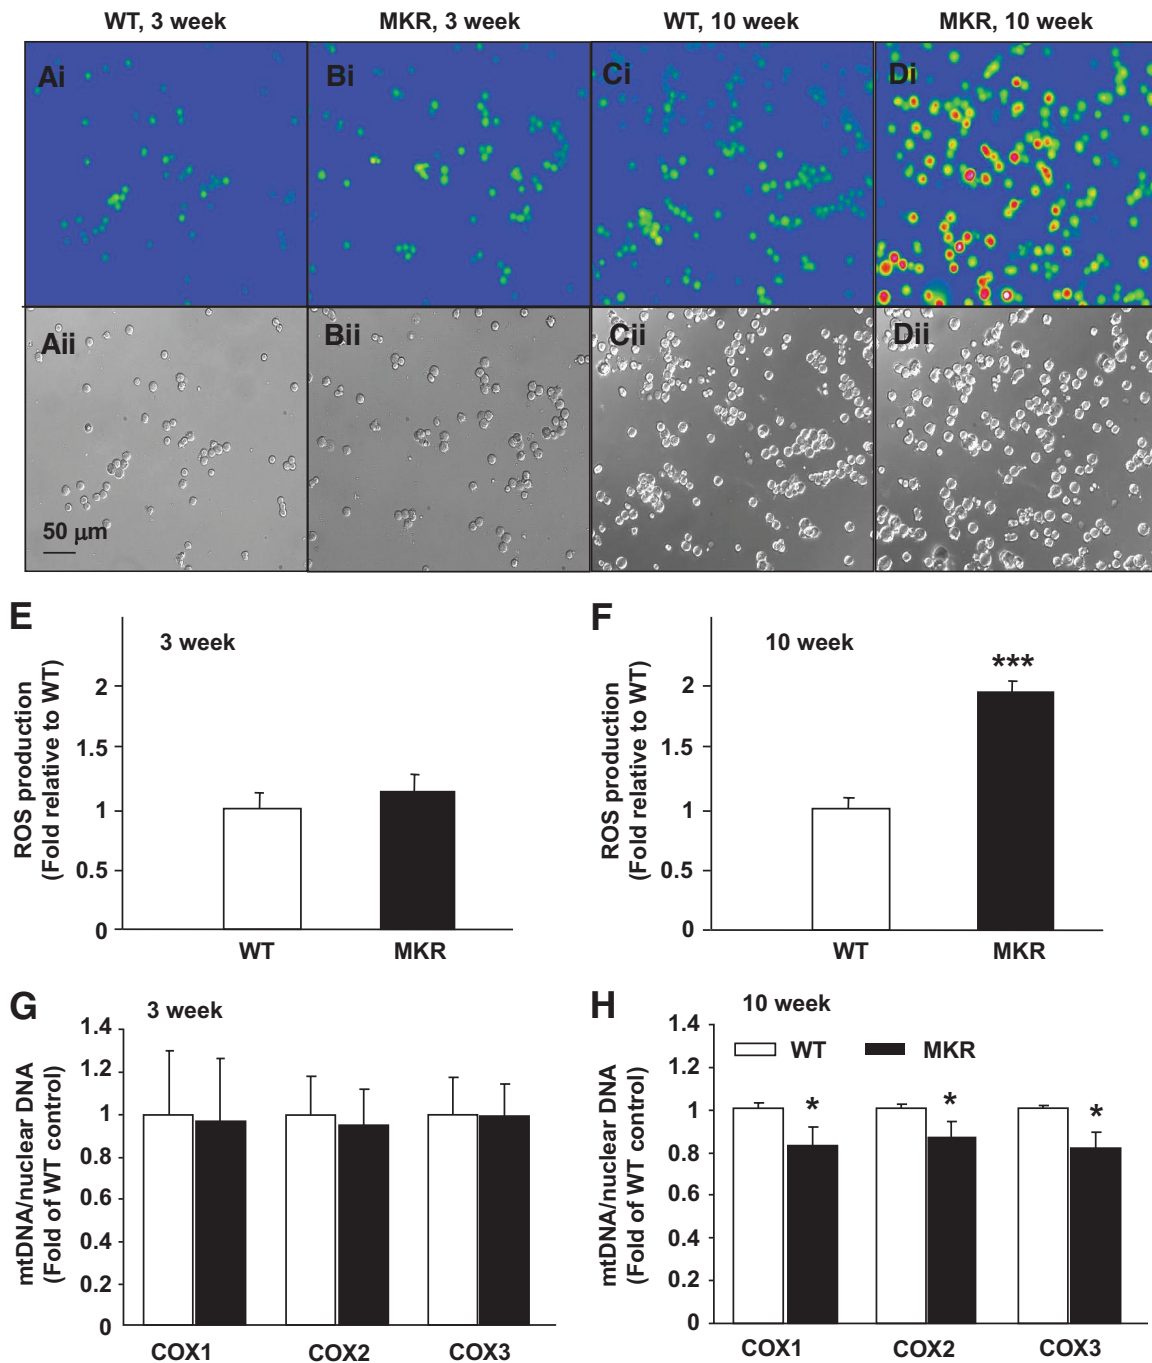 WT, 3 week
MKR, 3 week
WT, 10 week
MKR, 10 week
Ai
Bi
Ci
Di
Aii
Bii
Cii
Dii
50 µm
E
3 week
ROS production
(Fold relative to WT)
2
1.5
1
0.5
0
WT
MKR
F
10 week
***
ROS production
(Fold relative to WT)
2
1.5
1
0.5
0
WT
MKR
G
3 week
mtDNA/nuclear DNA
(Fold of WT control)
1.4
1.2
1
0.8
0.6
0.4
0.2
0
COX1
COX2
COX3
H
10 week
WT
MKR
mtDNA/nuclear DNA
(Fold of WT control)
1.4
1.2
1
0.8
0.6
0.4
0.2
0
*
*
*
COX1
COX2
COX3